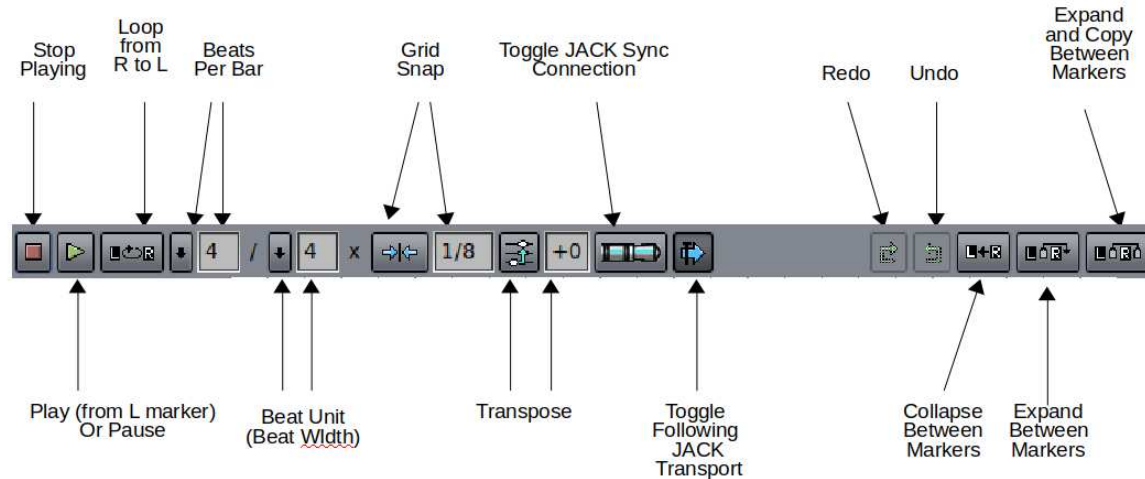 Stop
Playing
Loop
from
R to L
Beats
Per Bar
Grid
Snap
Toggle JACK Sync
Connection
Redo
Undo
Expand
and Copy
Between
Markers
L R
4
/
4
x
1/8
+0
L R
L R
L R
Play (from L marker)
Or Pause
Beat Unit
(Beat WIdth)
Transpose
Toggle
Following
JACK
Transport
Collapse
Between
Markers
Expand
Between
Markers